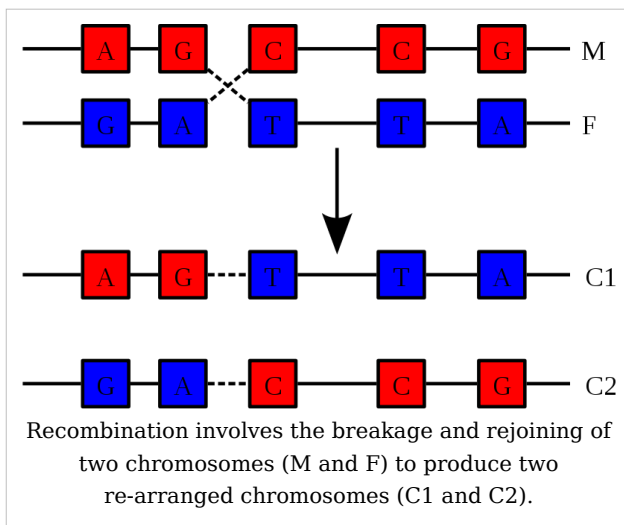 A G C C G M
G A T T A F
A G T T A C1
G A C C G C2
Recombination involves the breakage and rejoining of
two chromosomes (M and F) to produce two
re-arranged chromosomes (C1 and C2).